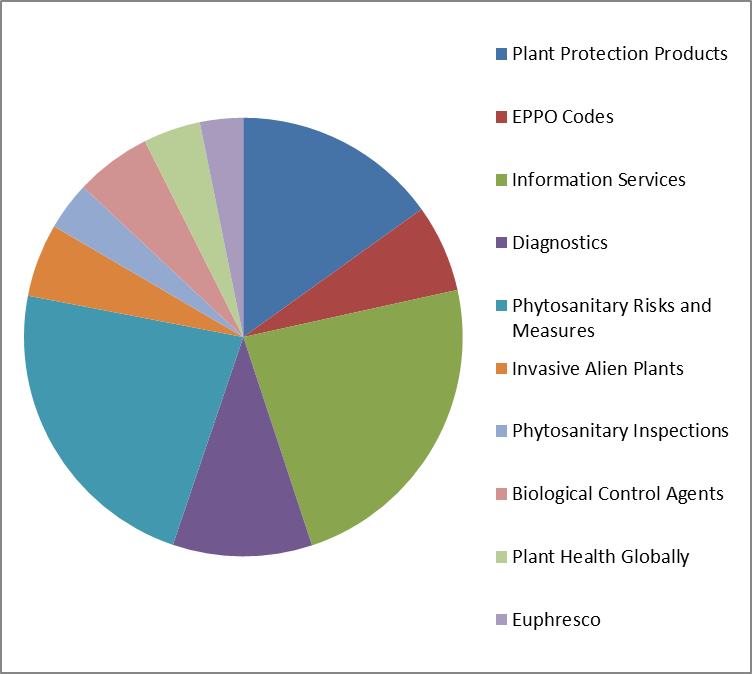 Plant Protection Products
EPPO Codes
Information Services
Diagnostics
Phytosanitary Risks and
Measures
Invasive Alien Plants
Phytosanitary Inspections
Biological Control Agents
Plant Health Globally
Euphresco